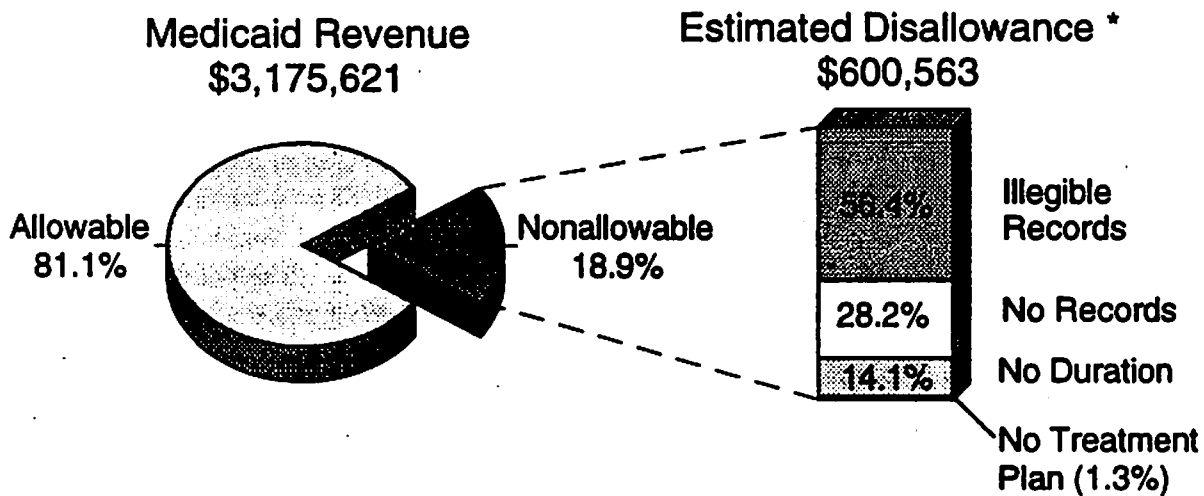 Medicaid Revenue
$3,175,621
Estimated Disallowance *
$600,563
Allowable
81.1%
Nonallowable
18.9%
56.4%
Illegible
Records
28.2%
No Records
14.1%
No Duration
No Treatment
Plan (1.3%)